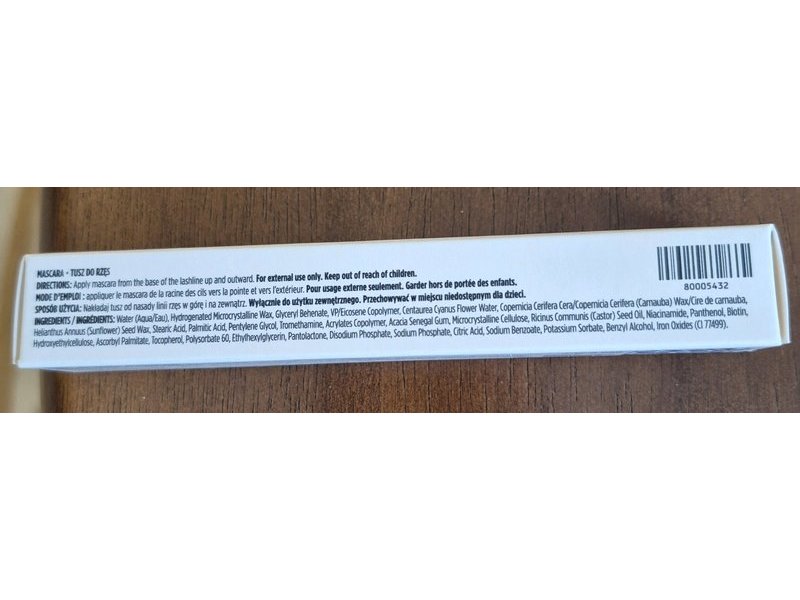 MASCARA • TUSZ DO RZĘS
DIRECTIONS: Apply mascara from the base of the lashline up and outward. For external use only. Keep out of reach of children.
MODE D'EMPLOI : appliquer le mascara de la racine des cils vers la pointe et vers l'extérieur. Pour usage externe seulement. Garder hors de portée des enfants.
SPOSÓB UŻYCIA: Nakładaj tusz od nasady linii rzęs w górę i na zewnątrz. Wyłącznie do użytku zewnętrznego. Przechowywać w miejscu niedostępnym dla dzieci.
INGREDIENTS / INGRÉDIENTS: Water (Aqua/Eau), Hydrogenated Microcrystalline Wax, Glyceryl Behenate, VP/Eicosene Copolymer, Centaurea Cyanus Flower Water, Copernicia Cerifera Cera/Copernicia Cerifera (Carnauba) Wax/Cire de carnauba,
Helianthus Annuus (Sunflower) Seed Wax, Stearic Acid, Palmitic Acid, Pentylene Glycol, Tromethamine, Acrylates Copolymer, Acacia Senegal Gum, Microcrystalline Cellulose, Ricinus Communis (Castor) Seed Oil, Niacinamide, Panthenol, Biotin,
Hydroxyethylcellulose, Ascorbyl Palmitate, Tocopherol, Polysorbate 60, Ethylhexylglycerin, Pantolactone, Disodium Phosphate, Sodium Phosphate, Citric Acid, Sodium Benzoate, Potassium Sorbate, Benzyl Alcohol, Iron Oxides (CI 77499).
80005432